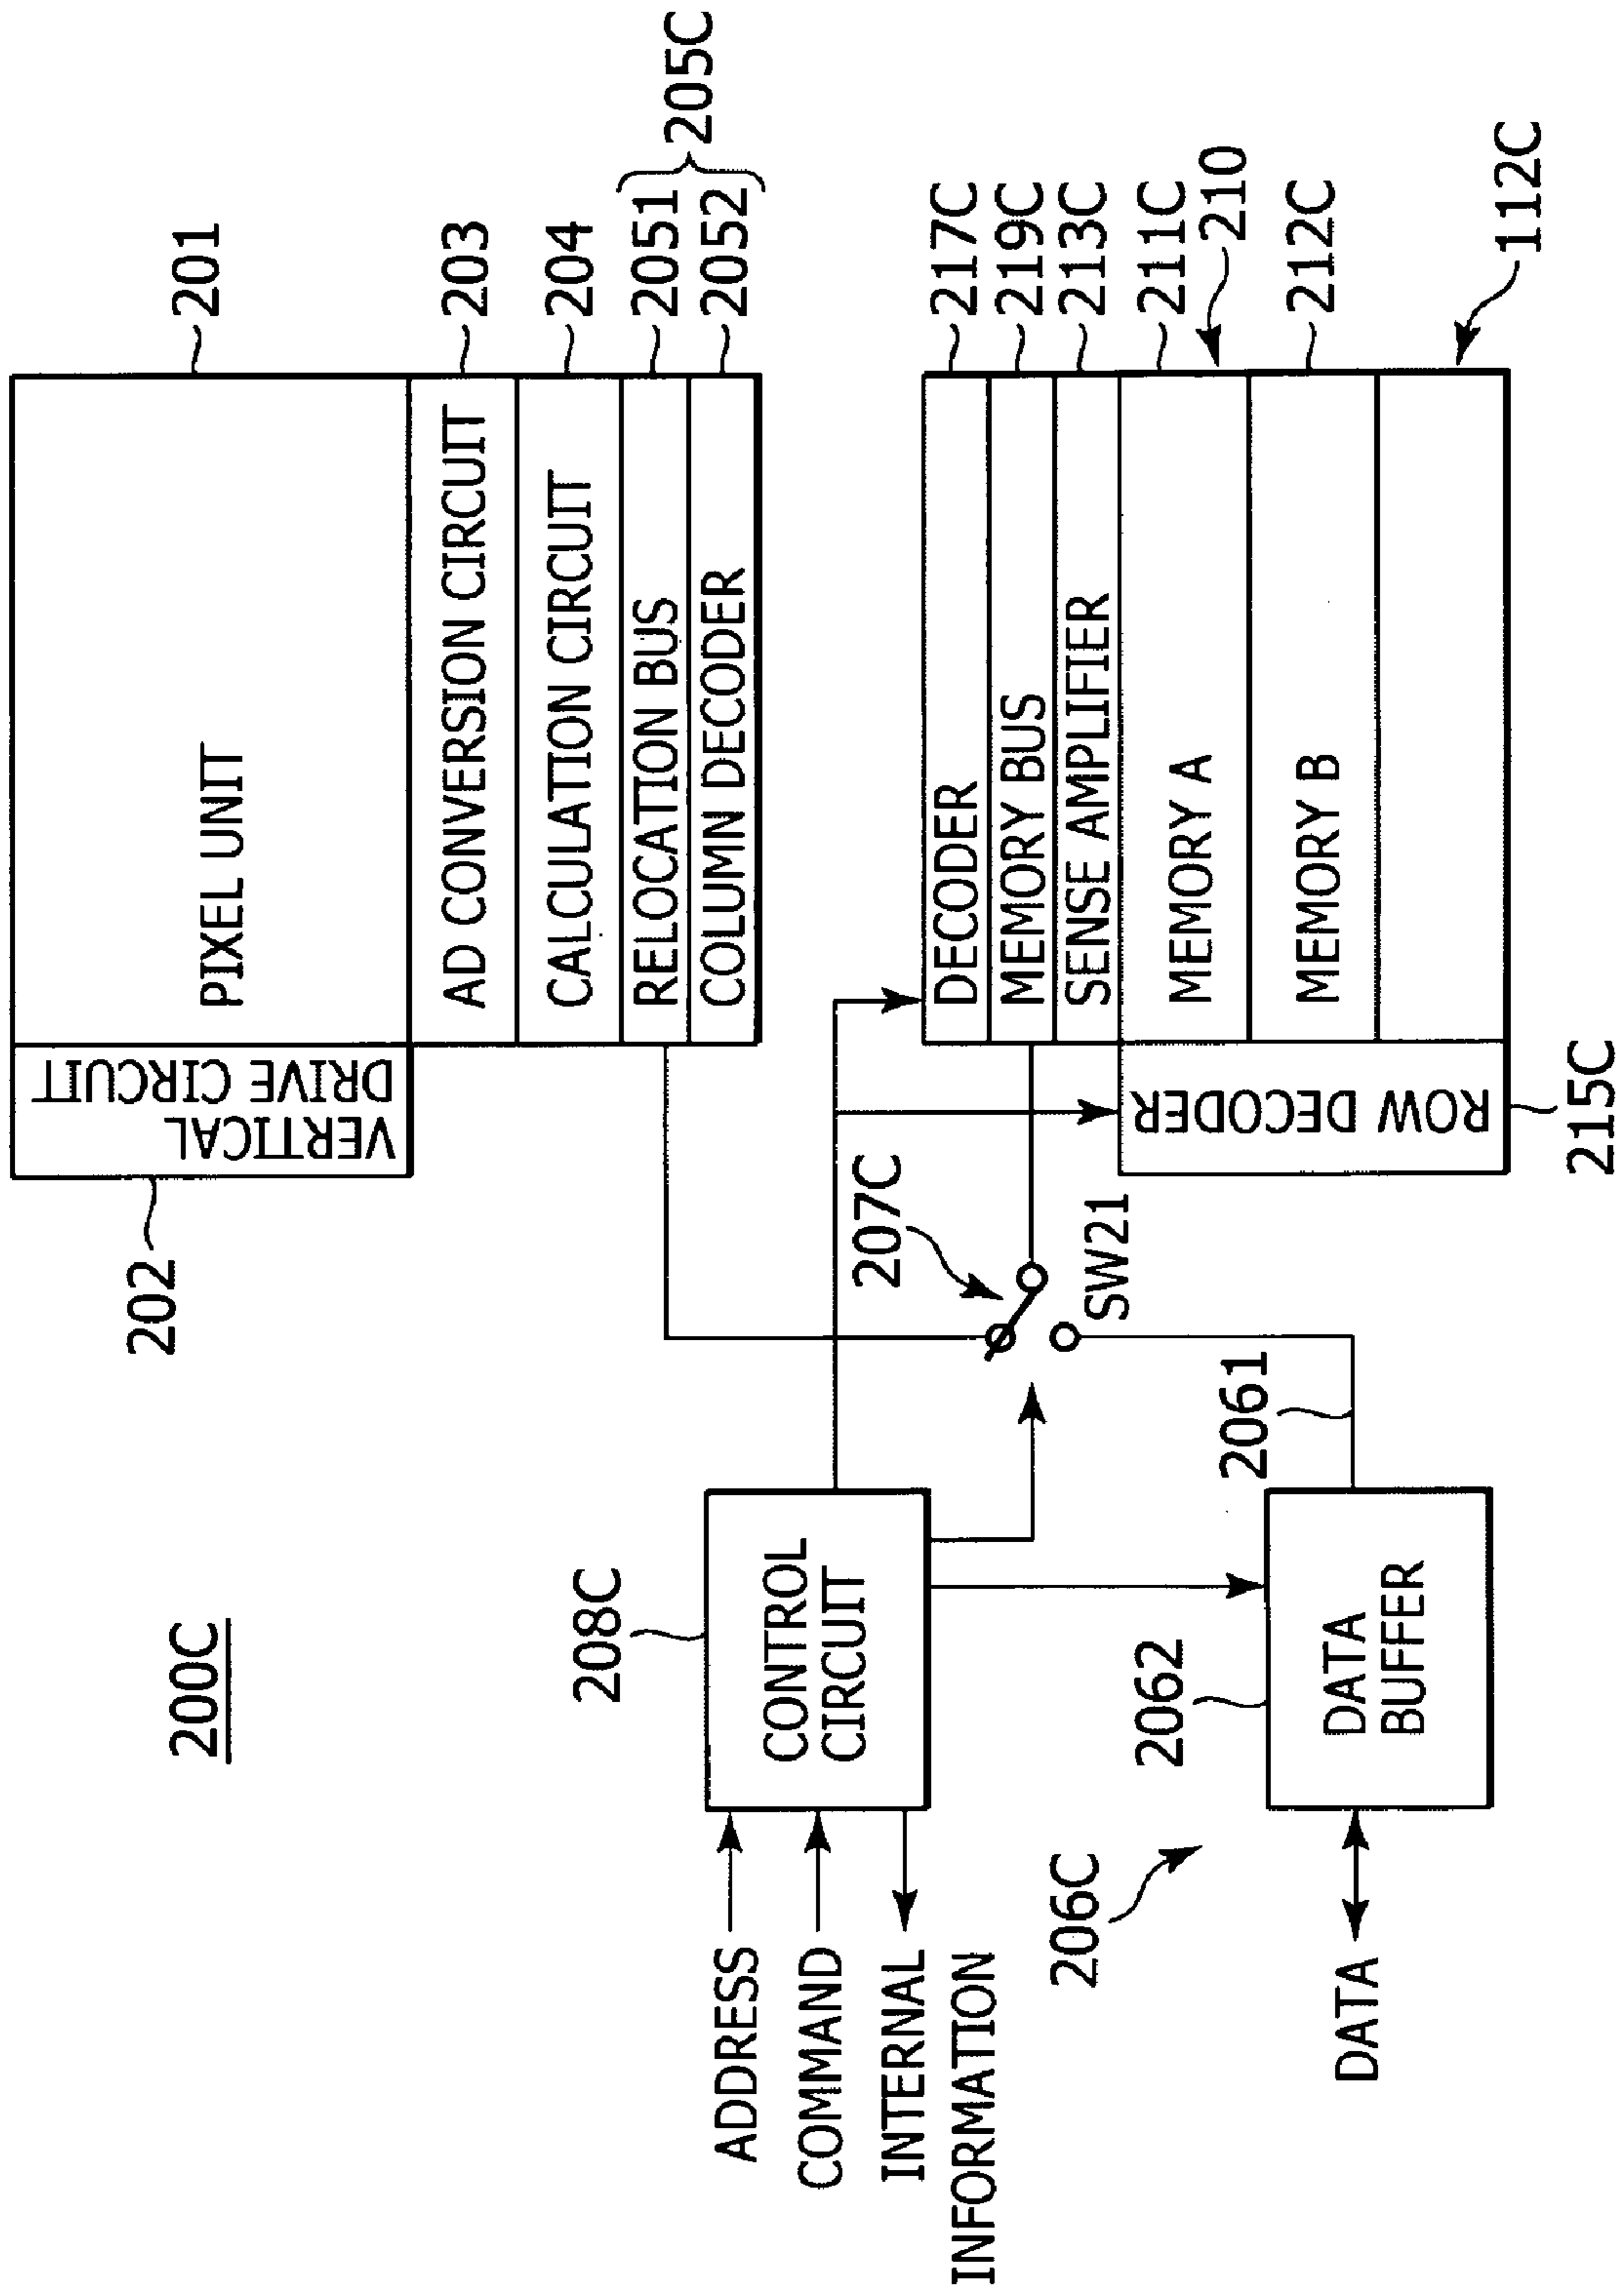 200C
202
VERTICAL
DRIVE CIRCUIT
PIXEL UNIT
201
AD CONVERSION CIRCUIT
203
CALCULATION CIRCUIT
204
RELOCATION BUS
2051
COLUMN DECODER
2052
205C
208C
CONTROL
CIRCUIT
ADDRESS
COMMAND
INTERNAL
INFORMATION
207C
SW21
DECODER
217C
MEMORY BUS
219C
SENSE AMPLIFIER
213C
MEMORY A
211C
210
MEMORY B
212C
112C
ROW DECODER
215C
206C
2062
2061
DATA
BUFFER
DATA